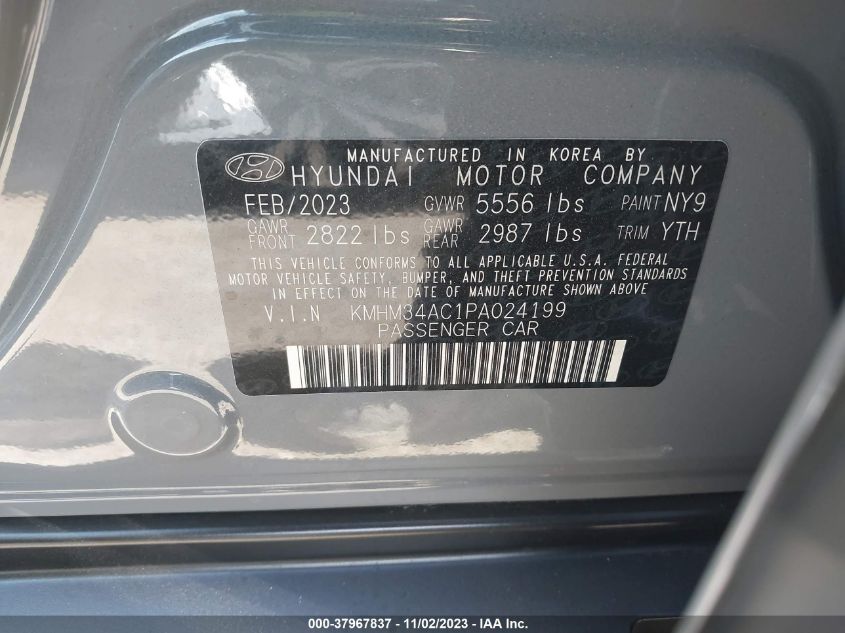 MANUFACTURED IN KOREA BY
HYUNDAI MOTOR COMPANY
FEB/2023 GVWR 5556 lbs PAINT NY9
GAWR FRONT 2822 lbs GAWR REAR 2987 lbs TRIM YTH
THIS VEHICLE CONFORMS TO ALL APPLICABLE U.S.A. FEDERAL
MOTOR VEHICLE SAFETY, BUMPER, AND THEFT PREVENTION STANDARDS
IN EFFECT ON THE DATE OF MANUFACTURE SHOWN ABOVE
V.I.N KMHM34AC1PA024199
PASSENGER CAR
000-37967837 - 11/02/2023 - COPYRIGHT IAA, INC.